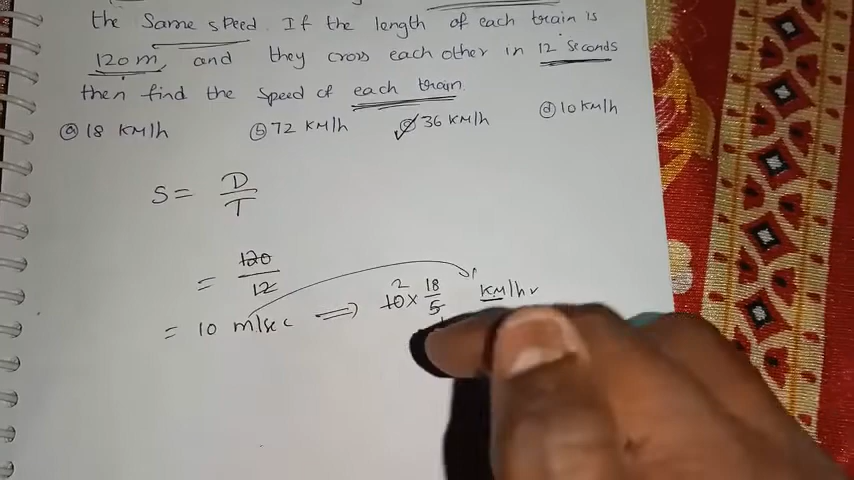 the Same speed. If the length of each train is
120m, and they cross each other in 12 Seconds
then find the Speed of each train.
(a) 18 KM/h (b) 72 KM/h (c) 36 KM/h (d) 10 KM/h
S = D/T
= 120/12
= 10 m/sec ⟹ 10 × 18/5 KM/hr
2